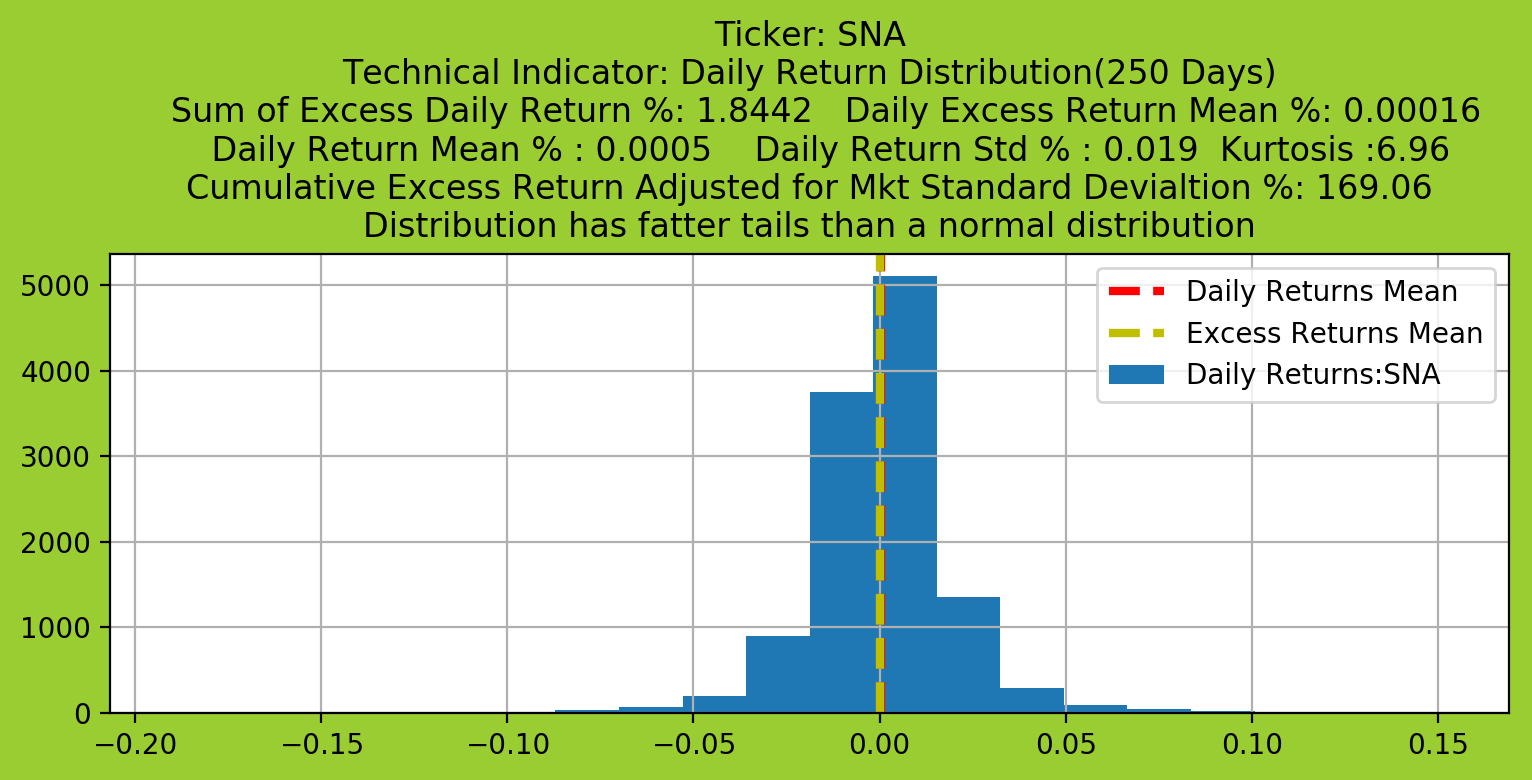 Ticker: SNA
Technical Indicator: Daily Return Distribution(250 Days)
Sum of Excess Daily Return %: 1.8442   Daily Excess Return Mean %: 0.00016
Daily Return Mean % : 0.0005    Daily Return Std % : 0.019  Kurtosis :6.96
Cumulative Excess Return Adjusted for Mkt Standard Devialtion %: 169.06
Distribution has fatter tails than a normal distribution
5000
4000
3000
2000
1000
0
Daily Returns Mean
Excess Returns Mean
Daily Returns:SNA
−0.20 −0.15 −0.10 −0.05 0.00 0.05 0.10 0.15